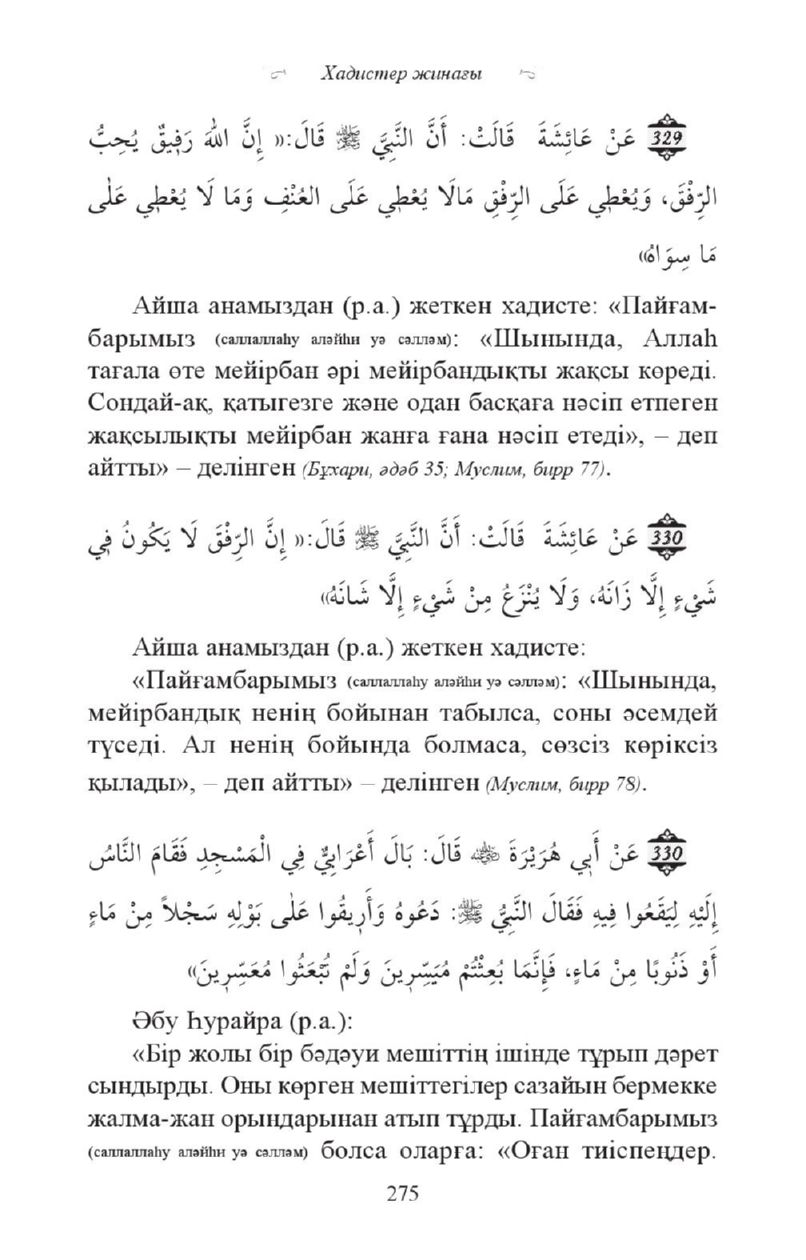 Хадистер жинағы
329 عَنْ عَائِشَةَ قَالَتْ: أَنَّ النَّبِيَّ ﷺ قَالَ:« إِنَّ اللهَ رَفِيقٌ يُحِبُّ
الرِّفْقَ، وَيُعْطِي عَلَى الرِّفْقِ مَالَا يُعْطِي عَلَى العُنْفِ وَمَا لَا يُعْطِي عَلَى
مَا سِوَاهُ»
Айша анамыздан (р.а.) жеткен хадисте: «Пайғам-
барымыз (саллаллаһу аләйһи уә сәлләм): «Шынында, Аллаһ
тағала өте мейірбан әрі мейірбандықты жақсы көреді.
Сондай-ақ, қатыгезге және одан басқаға нәсіп етпеген
жақсылықты мейірбан жанға ғана нәсіп етеді», – деп
айтты» – делінген (Бұхари, әдәб 35; Муслим, бирр 77).
330 عَنْ عَائِشَةَ قَالَتْ: أَنَّ النَّبِيَّ ﷺ قَالَ:« إِنَّ الرِّفْقَ لَا يَكُونُ فِي
شَيْءٍ إِلَّا زَانَهُ، وَلَا يُنْزَعُ مِنْ شَيْءٍ إِلَّا شَانَهُ»
Айша анамыздан (р.а.) жеткен хадисте:
«Пайғамбарымыз (саллаллаһу аләйһи уә сәлләм): «Шынында,
мейірбандық ненің бойынан табылса, соны әсемдей
түседі. Ал ненің бойында болмаса, сөзсіз көріксіз
қылады», – деп айтты» – делінген (Муслим, бирр 78).
330 عَنْ أَبِي هُرَيْرَةَ ﷺ قَالَ: بَالَ أَعْرَابِيٌّ فِي الْمَسْجِدِ فَقَامَ النَّاسُ
إِلَيْهِ لِيَقَعُوا فِيهِ فَقَالَ النَّبِيُّ ﷺ: دَعُوهُ وَأَرِيقُوا عَلَى بَوْلِهِ سَجْلاً مِنْ مَاءٍ
أَوْ ذَنُوبًا مِنْ مَاءٍ، فَإِنَّمَا بُعِثْتُمْ مُيَسِّرِينَ وَلَمْ تُبْعَثُوا مُعَسِّرِينَ»
Әбу Һурайра (р.а.):
«Бір жолы бір бәдәуи мешіттің ішінде тұрып дәрет
сындырды. Оны көрген мешіттегілер сазайын бермекке
жалма-жан орындарынан атып тұрды. Пайғамбарымыз
(саллаллаһу аләйһи уә сәлләм) болса оларға: «Оған тиіспеңдер.
275